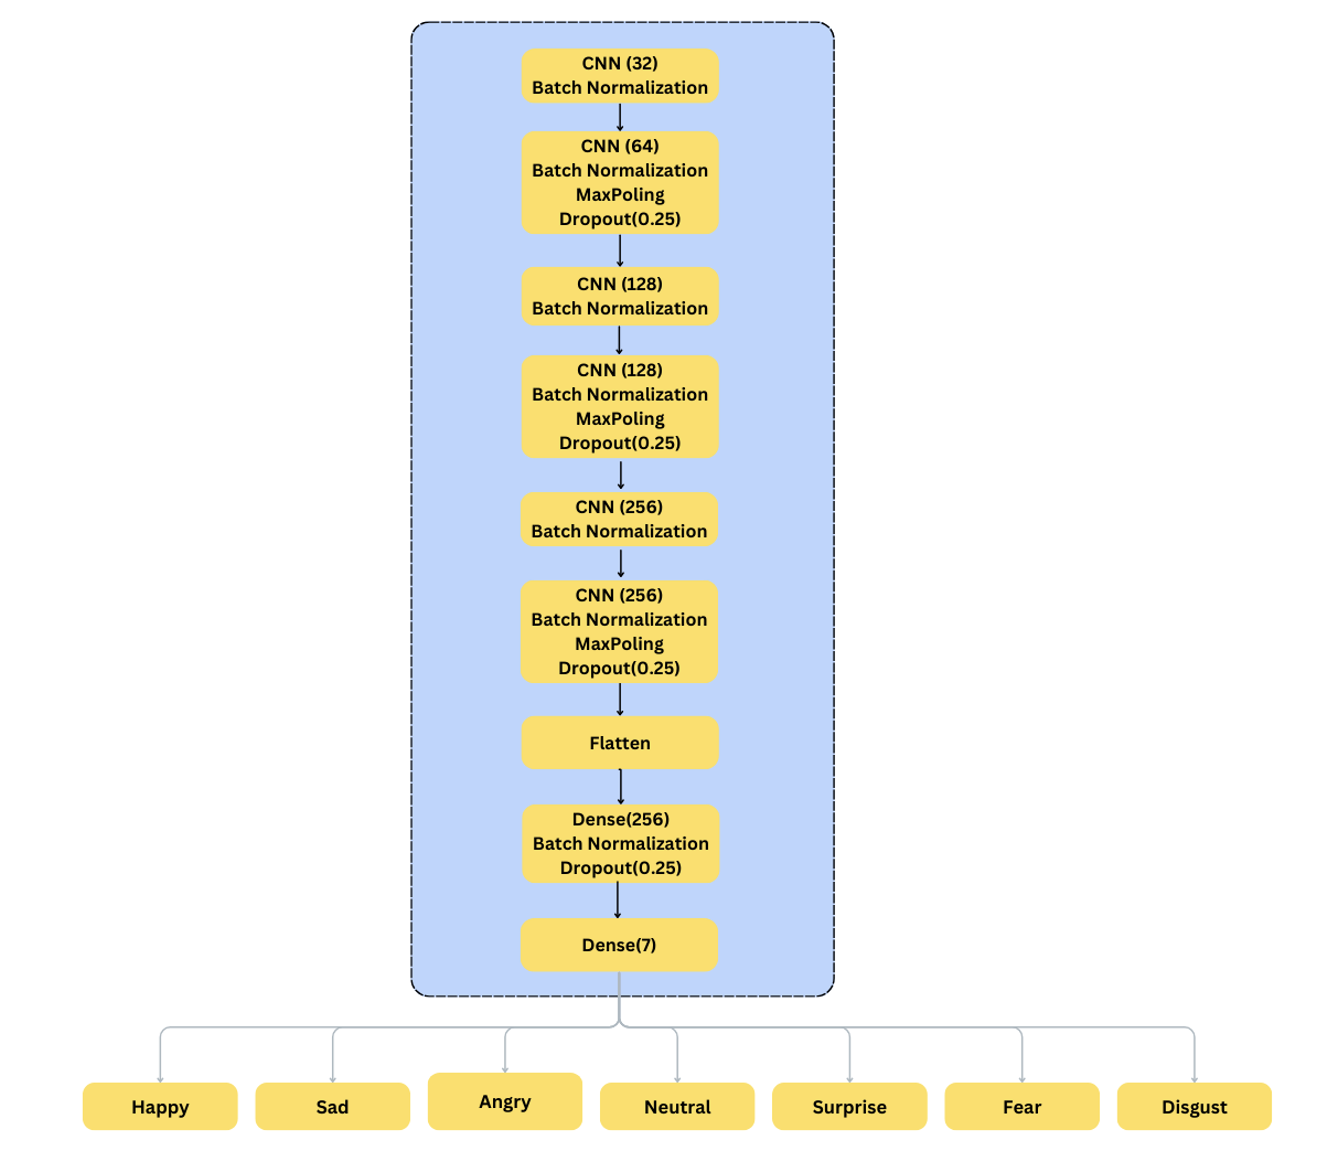 CNN (32)
Batch Normalization
CNN (64)
Batch Normalization
MaxPoling
Dropout(0.25)
CNN (128)
Batch Normalization
CNN (128)
Batch Normalization
MaxPoling
Dropout(0.25)
CNN (256)
Batch Normalization
CNN (256)
Batch Normalization
MaxPoling
Dropout(0.25)
Flatten
Dense(256)
Batch Normalization
Dropout(0.25)
Dense(7)
Happy
Sad
Angry
Neutral
Surprise
Fear
Disgust